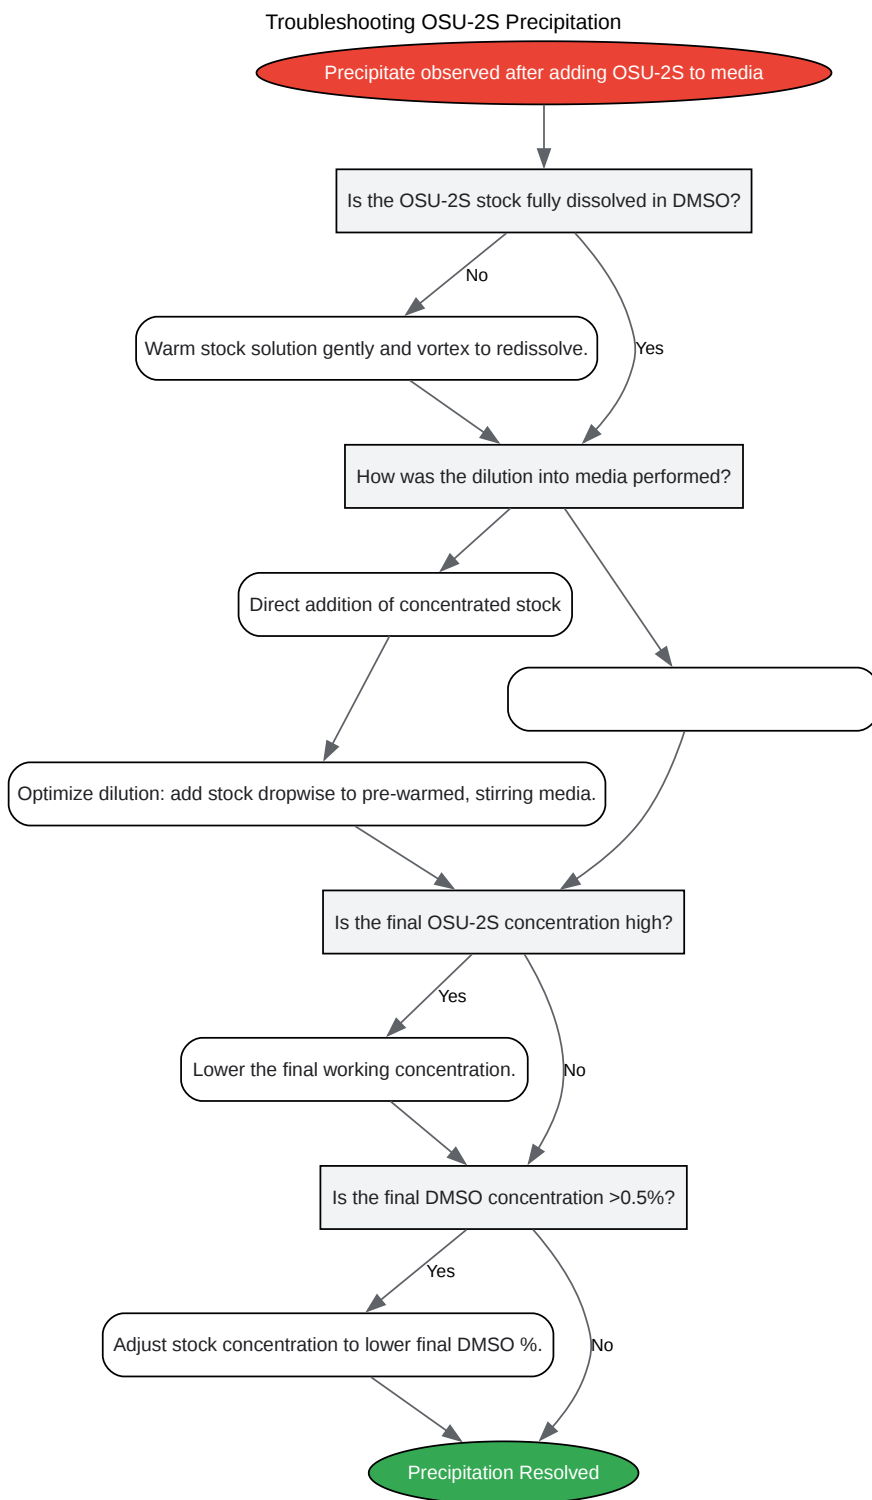 Troubleshooting OSU-2S Precipitation
Precipitate observed after adding OSU-2S to media
Is the OSU-2S stock fully dissolved in DMSO?
No
Warm stock solution gently and vortex to redissolve.
Yes
How was the dilution into media performed?
Direct addition of concentrated stock
Optimize dilution: add stock dropwise to pre-warmed, stirring media.
Is the final OSU-2S concentration high?
Yes
Lower the final working concentration.
No
Is the final DMSO concentration >0.5%?
Yes
Adjust stock concentration to lower final DMSO %.
No
Precipitation Resolved